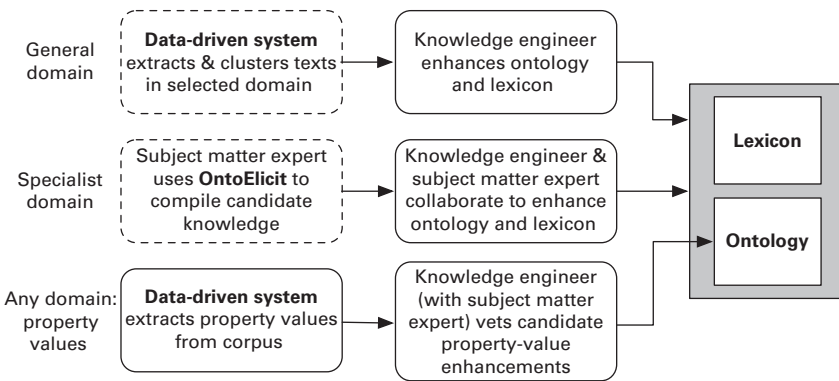 General
domain
Data-driven system
extracts & clusters texts
in selected domain
Knowledge engineer
enhances ontology
and lexicon
Specialist
domain
Subject matter expert
uses OntoElicit to
compile candidate
knowledge
Knowledge engineer &
subject matter expert
collaborate to enhance
ontology and lexicon
Any domain:
property
values
Data-driven system
extracts property values
from corpus
Knowledge engineer
(with subject matter
expert) vets candidate
property-value
enhancements
Lexicon
Ontology